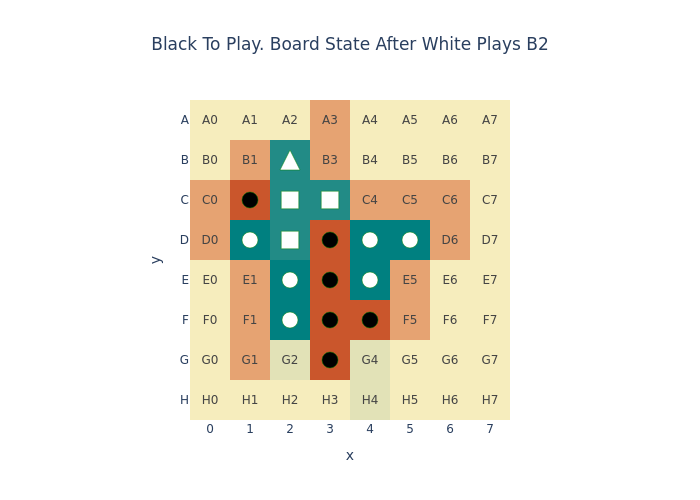 Black To Play. Board State After White Plays B2
A A0 A1 A2 A3 A4 A5 A6 A7
B B0 B1 B3 B4 B5 B6 B7
C C0 C4 C5 C6 C7
D D0 D6 D7
y
E E0 E1 E5 E6 E7
F F0 F1 F5 F6 F7
G G0 G1 G2 G4 G5 G6 G7
H H0 H1 H2 H3 H4 H5 H6 H7
0 1 2 3 4 5 6 7
x